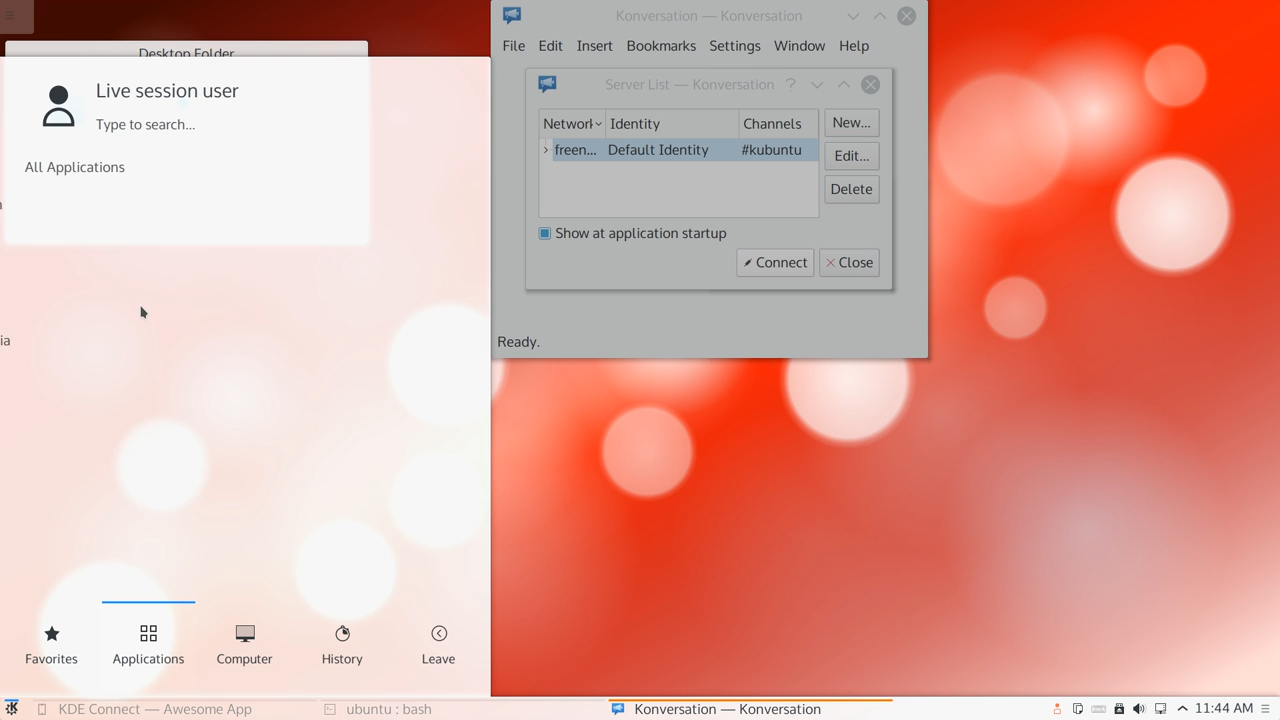 Desktop Folder
Live session user
Type to search...
All Applications
ia
Favorites
Applications
Computer
History
Leave
Konversation — Konversation
File Edit Insert Bookmarks Settings Window Help
Server List — Konversation ?
Network Identity Channels
freen... Default Identity #kubuntu
New...
Edit...
Delete
Show at application startup
Connect
Close
Ready.
KDE Connect — Awesome App
ubuntu : bash
Konversation — Konversation
11:44 AM